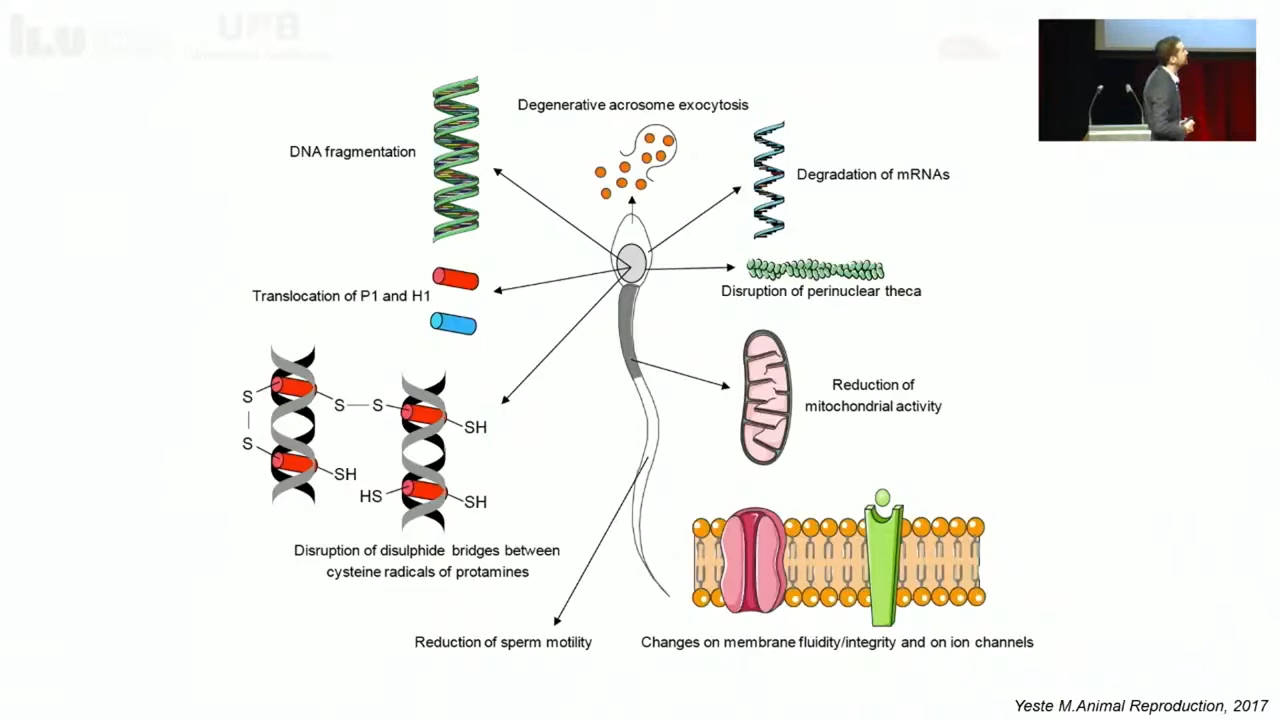 Degenerative acrosome exocytosis
DNA fragmentation
Degradation of mRNAs
Translocation of P1 and H1
Disruption of perinuclear theca
Reduction of
mitochondrial activity
S
S
S
S
SH
SH
HS
SH
Disruption of disulphide bridges between
cysteine radicals of protamines
Reduction of sperm motility
Changes on membrane fluidity/integrity and on ion channels
Yeste M.Animal Reproduction, 2017